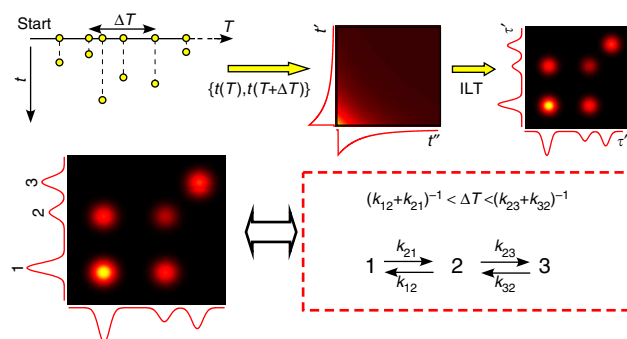 Start
ΔT
T
t
{t(T),t(T+ΔT)}
t′
t″
ILT
τ′
τ″
3
2
1
(k12+k21)−1 < ΔT <(k23+k32)−1
k21
k23
1 2 3
k12
k32